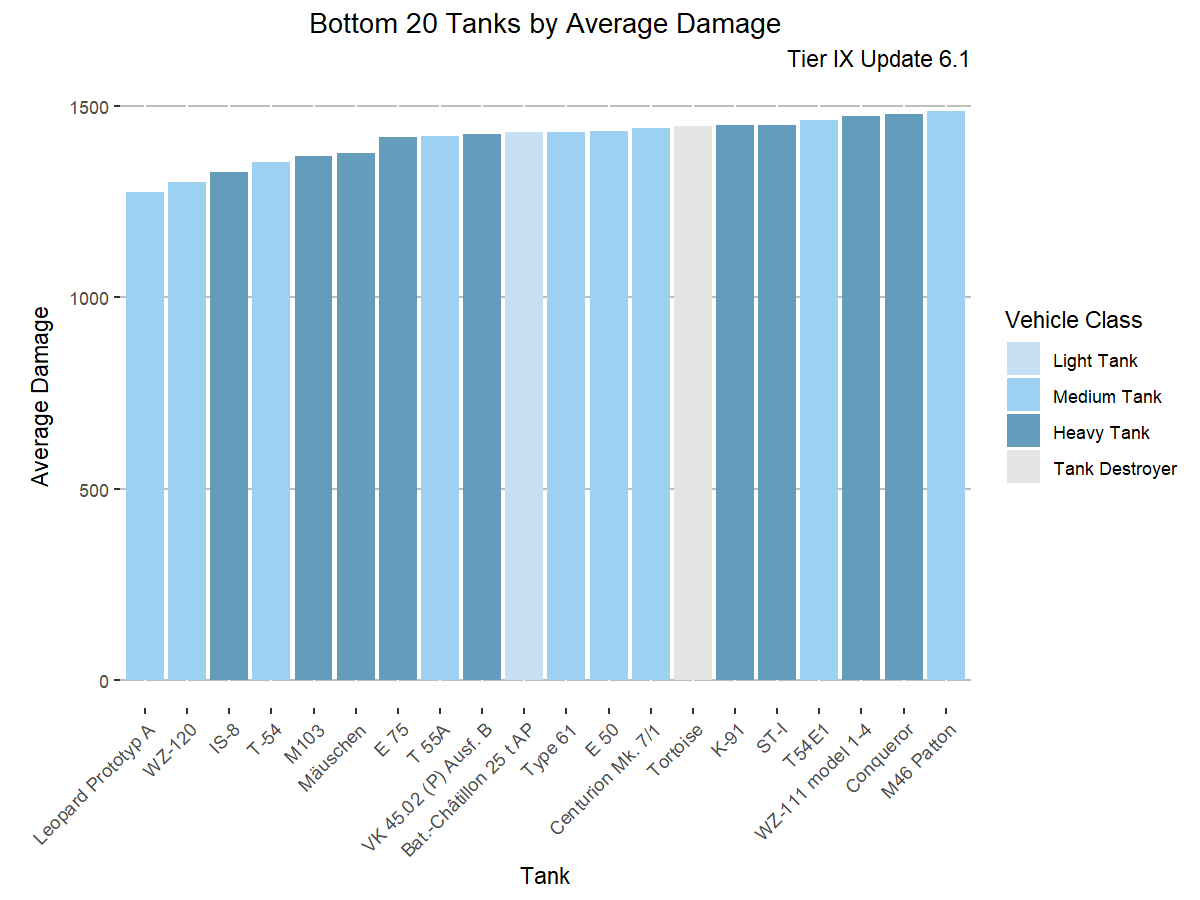 Bottom 20 Tanks by Average Damage
Tier IX Update 6.1
Average Damage
1500
1000
500
0
Leopard Prototyp A
WZ-120
IS-8
T-54
M103
Mäuschen
E 75
T 55A
VK 45.02 (P) Ausf. B
Bat.-Châtillon 25 t AP
Type 61
E 50
Centurion Mk. 7/1
Tortoise
K-91
ST-I
T54E1
WZ-111 model 1-4
Conqueror
M46 Patton
Tank
Vehicle Class
Light Tank
Medium Tank
Heavy Tank
Tank Destroyer